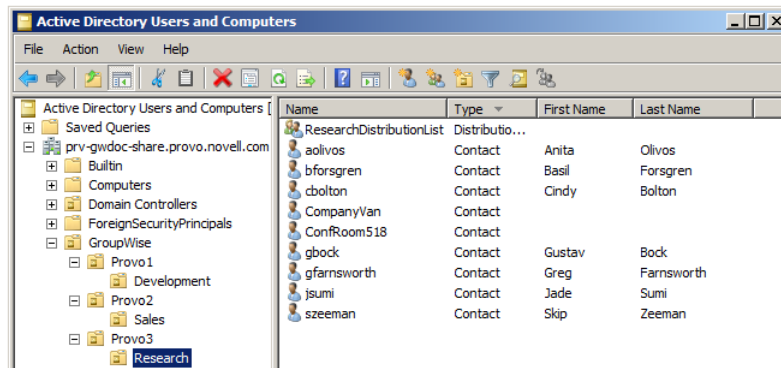 Active Directory Users and Computers
File Action View Help
Active Directory Users and Computers [
Saved Queries
prv-gwdoc-share.provo.novell.com
Builtin
Computers
Domain Controllers
ForeignSecurityPrincipals
GroupWise
Provo1
Development
Provo2
Sales
Provo3
Research
Name Type First Name Last Name
ResearchDistributionList Distributio...
aolivos Contact Anita Olivos
bforsgren Contact Basil Forsgren
cbolton Contact Cindy Bolton
CompanyVan Contact
ConfRoom518 Contact
gbock Contact Gustav Bock
gfarnsworth Contact Greg Farnsworth
jsumi Contact Jade Sumi
szeeman Contact Skip Zeeman